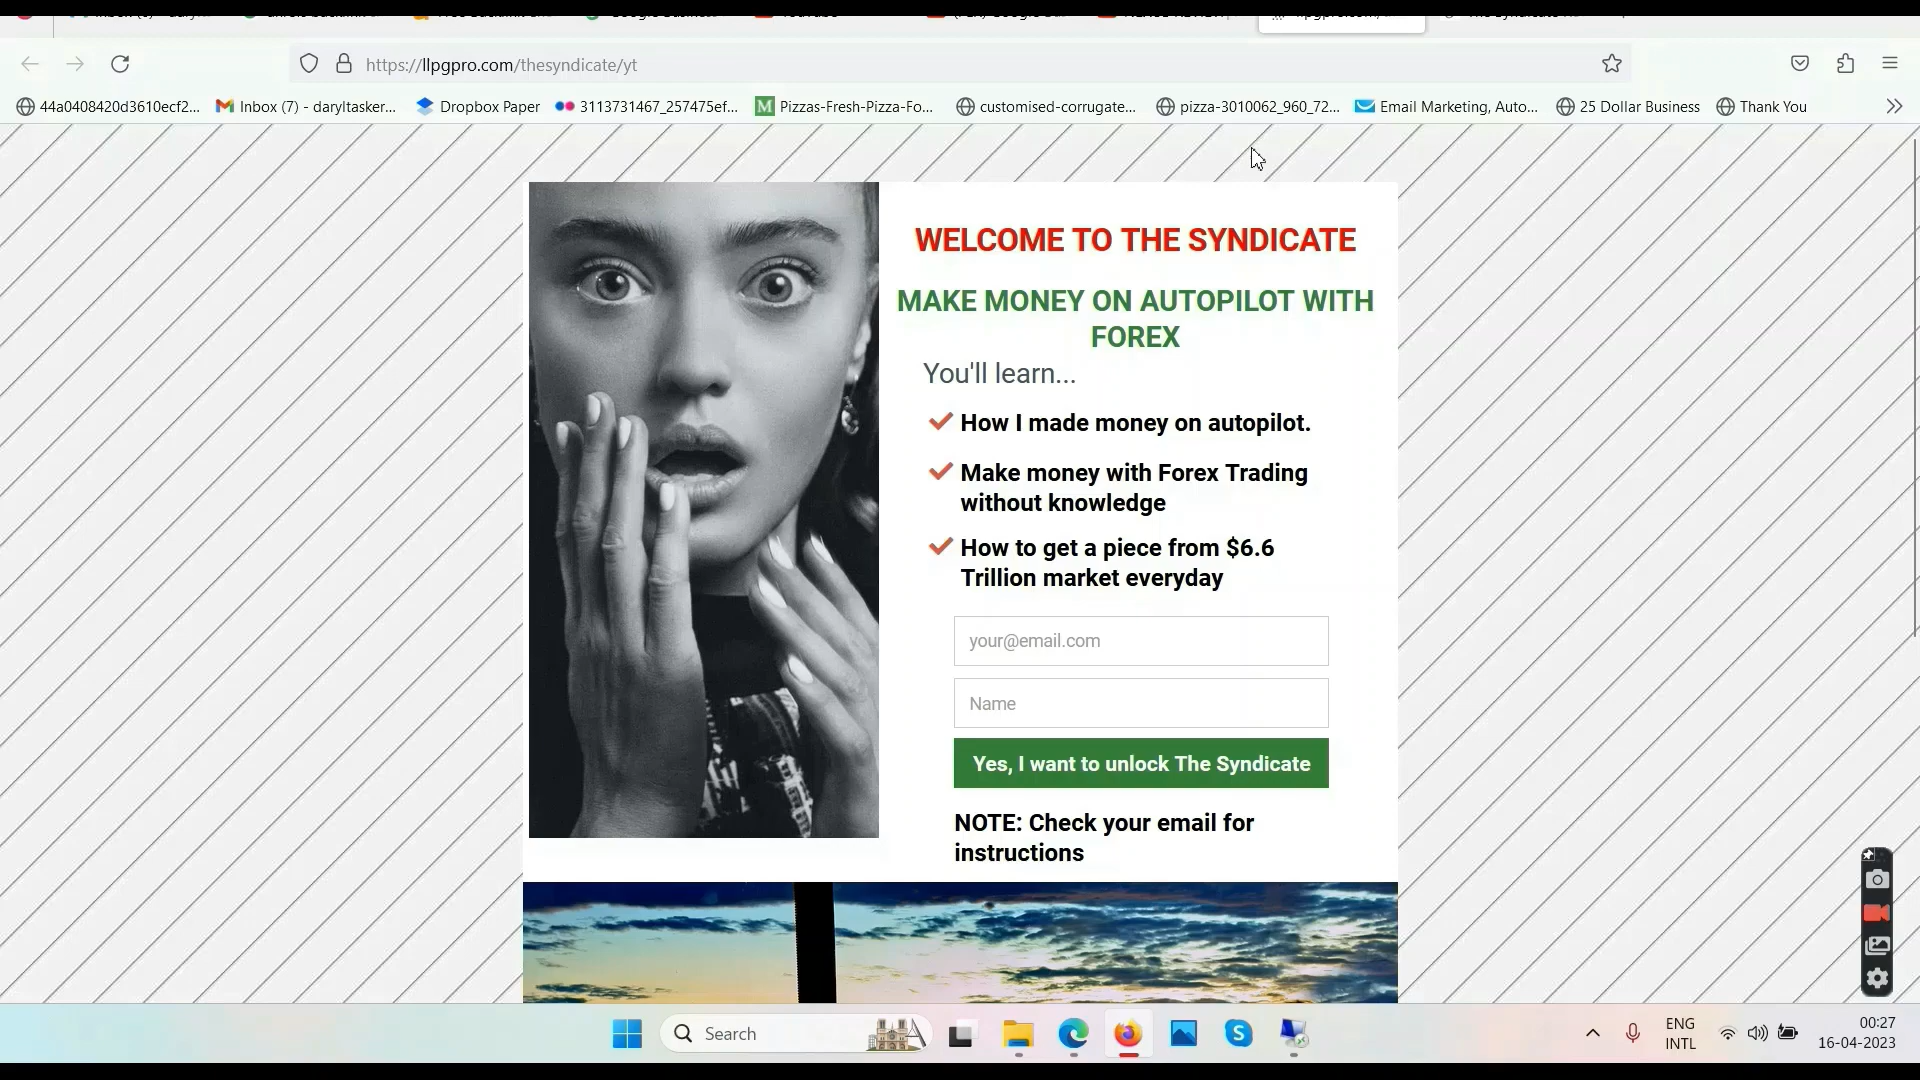 https://llpgpro.com/thesyndicate/yt
44a0408420d3610ecf2... Inbox (7) - daryltasker... Dropbox Paper 3113731467_257475ef... Pizzas-Fresh-Pizza-Fo... customised-corrugate... pizza-3010062_960_72... Email Marketing, Auto... 25 Dollar Business Thank You
WELCOME TO THE SYNDICATE
MAKE MONEY ON AUTOPILOT WITH
FOREX
You'll learn...
How I made money on autopilot.
Make money with Forex Trading
without knowledge
How to get a piece from $6.6
Trillion market everyday
your@email.com
Name
Yes, I want to unlock The Syndicate
NOTE: Check your email for
instructions
Search
ENG
INTL
00:27
16-04-2023